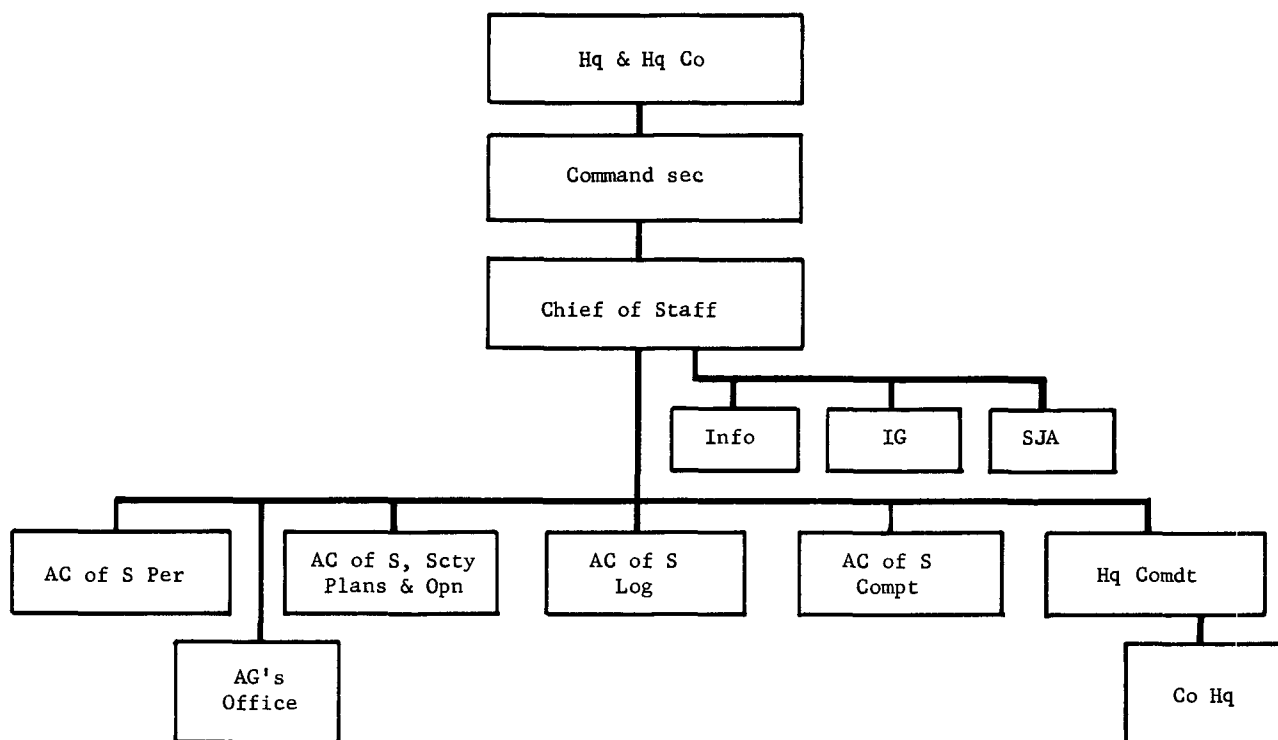 Hq & Hq Co
Command sec
Chief of Staff
Info
IG
SJA
AC of S Per
AC of S, Scty
Plans & Opn
AC of S
Log
AC of S
Compt
Hq Comdt
AG's
Office
Co Hq